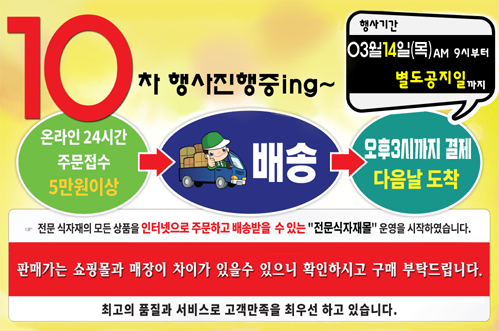 10차 행사진행중ing~
행사기간
03월14일(목)AM 9시부터
별도공지일까지
온라인 24시간
주문접수
5만원이상
배송
오후3시까지 결제
다음날 도착
☞ 전문 식자재의 모든 상품을 인터넷으로 주문하고 배송받을 수 있는 "전문식자재몰" 운영을 시작하였습니다.
판매가는 쇼핑몰과 매장이 차이가 있을수 있으니 확인하시고 구매 부탁드립니다.
최고의 품질과 서비스로 고객만족을 최우선 하고 있습니다.